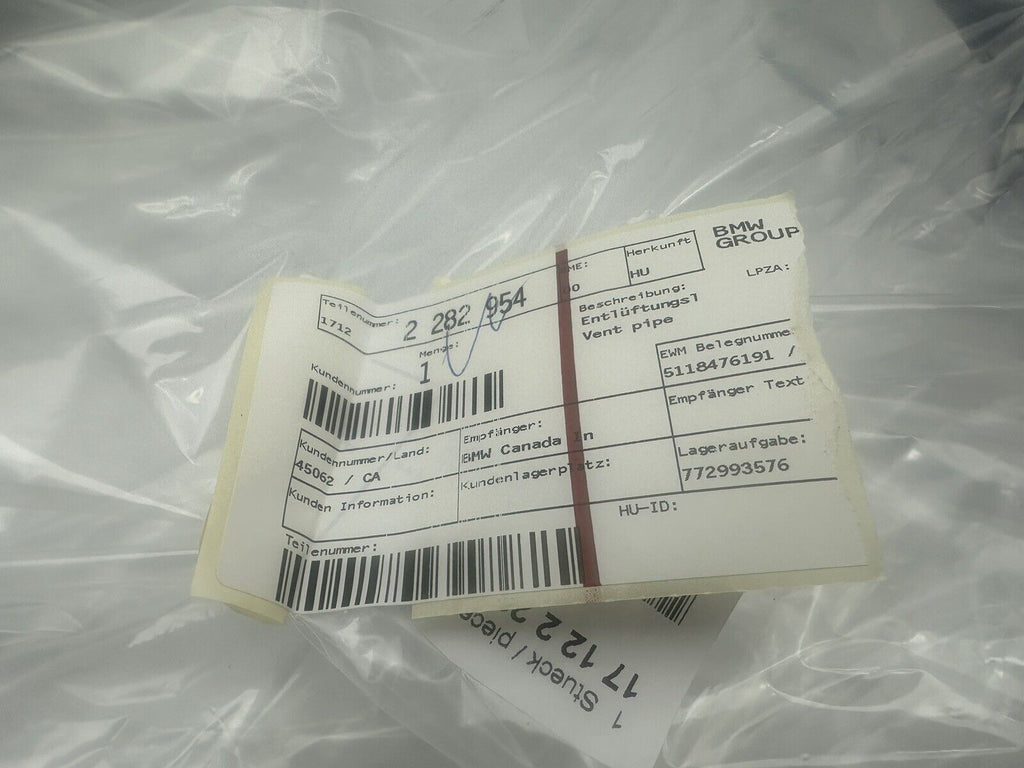 BMW
GROUP
Teilenummer:
1712
2 282 954
ME:
00
Herkunft
HU
LPZA:
Menge:
1
Beschreibung:
Entlüftungsl
Vent pipe
Kundennummer:
EWM Belegnumme
5118476191 /
Empfänger Text
Kundennummer/Land:
45062 / CA
Empfänger:
BMW Canada In
Lageraufgabe:
772993576
Kunden Information:
Kundenlagerplatz:
HU-ID:
Teilenummer:
1 Stueck / piece
17 12 2 2